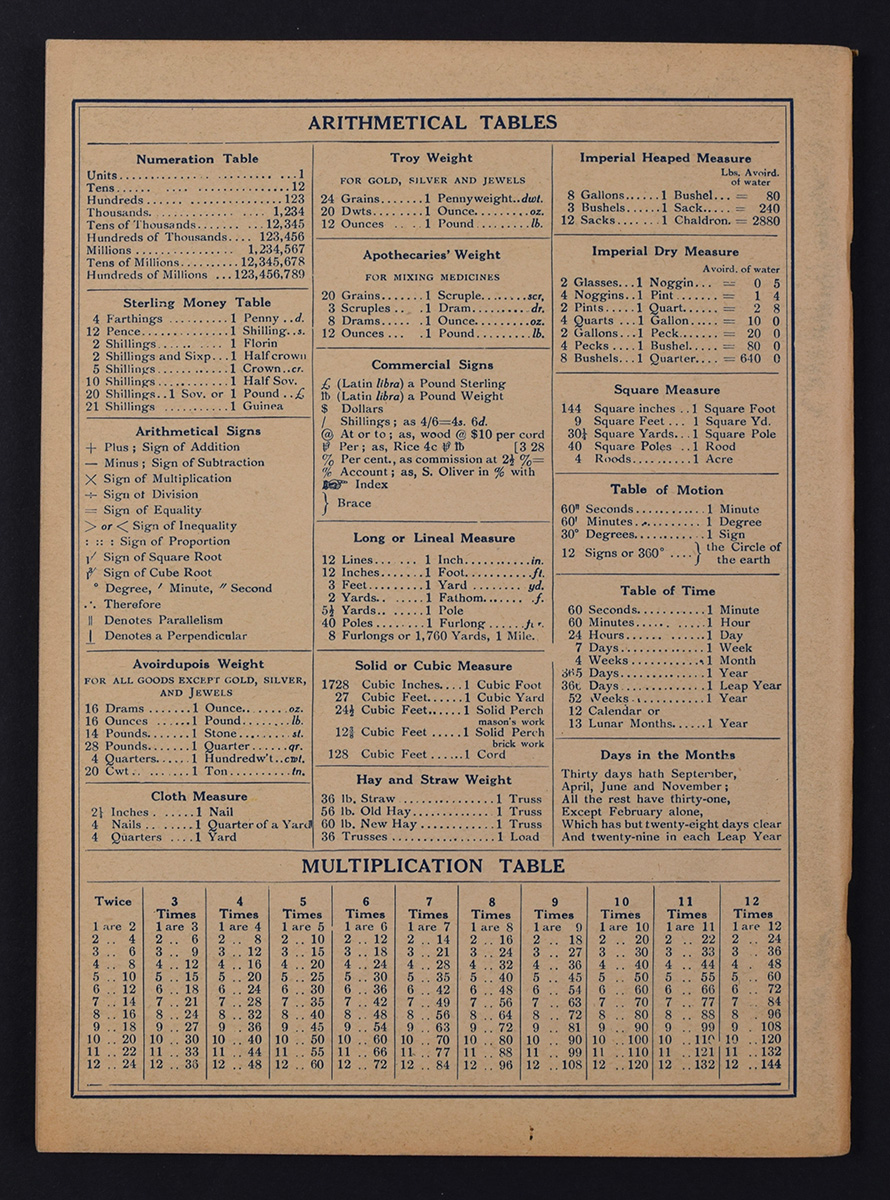 ARITHMETICAL TABLES
Numeration Table
Units................ .......... ...1
Tens...... .... ...............12
Hundreds ...... .............. 123
Thousands. ........... .... 1,234
Tens of Thousands....... ... 12,345
Hundreds of Thousands.... 123,456
Millions ............... 1,234,567
Tens of Millions..........12,345,678
Hundreds of Millions ...123,456,789
Sterling Money Table
4 Farthings ..........1 Penny ..d.
12 Pence.............1 Shilling..s.
2 Shillings...... .... 1 Florin
2 Shillings and Sixp...1 Half crown
5 Shillings............1 Crown..cr.
10 Shillings............1 Half Sov.
20 Shillings..1 Sov. or 1 Pound ..£
21 Shillings ...........1 Guinea
Arithmetical Signs
+ Plus ; Sign of Addition
— Minus ; Sign of Subtraction
× Sign of Multiplication
÷ Sign of Division
= Sign of Equality
> or < Sign of Inequality
: :: : Sign of Proportion
√ Sign of Square Root
∛ Sign of Cube Root
° Degree, ′ Minute, ″ Second
∴ Therefore
∥ Denotes Parallelism
⊥ Denotes a Perpendicular
Avoirdupois Weight
FOR ALL GOODS EXCEPT GOLD, SILVER,
AND JEWELS
16 Drams .......1 Ounce.......oz.
16 Ounces ......1 Pound........lb.
14 Pounds.......1 Stone........st.
28 Pounds.......1 Quarter......qr.
4 Quarters......1 Hundredw't..cwt.
20 Cwt.. .......1 Ton..........tn.
Cloth Measure
2¼ Inches . .....1 Nail
4 Nails .. .....1 Quarter of a Yard
4 Quarters ....1 Yard
Troy Weight
FOR GOLD, SILVER AND JEWELS
24 Grains.......1 Pennyweight..dwt.
20 Dwts........1 Ounce.........oz.
12 Ounces .. ..1 Pound.........lb.
Apothecaries' Weight
FOR MIXING MEDICINES
20 Grains.......1 Scruple.......scr,
3 Scruples ...1 Dram.........dr.
8 Drams.... .1 Ounce.........oz.
12 Ounces ... .1 Pound.........lb.
Commercial Signs
£ (Latin libra) a Pound Sterling
℔ (Latin libra) a Pound Weight
$ Dollars
/ Shillings ; as 4/6=4s. 6d.
@ At or to ; as, wood @ $10 per cord
⅌ Per ; as, Rice 4c ⅌ ℔ [3 28
% Per cent., as commission at 2½ %=
% Account ; as, S. Oliver in % with
☞ Index
} Brace
Long or Lineal Measure
12 Lines... ... 1 Inch...........in.
12 Inches.......1 Foot..........ft.
3 Feet.........1 Yard ........ yd.
2 Yards.. .....1 Fathom....... .f.
5½ Yards.. .....1 Pole
40 Poles........1 Furlong ......fur.
8 Furlongs or 1,760 Yards, 1 Mile.
Solid or Cubic Measure
1728 Cubic Inches....1 Cubic Foot
27 Cubic Feet......1 Cubic Yard
24½ Cubic Feet......1 Solid Perch
mason's work
Cubic Feet .....1 Solid Perch
brick work
128 Cubic Feet ......1 Cord
Hay and Straw Weight
36 lb. Straw ..............1 Truss
56 lb. Old Hay.............1 Truss
60 lb. New Hay ............1 Truss
36 Trusses ................1 Load
Imperial Heaped Measure
Lbs. Avoird.
of water
8 Gallons......1 Bushel... = 80
3 Bushels......1 Sack..... = 240
12 Sacks........1 Chaldron. = 2880
Imperial Dry Measure
Avoird. of water
2 Glasses...1 Noggin... = 0 5
4 Noggins..1 Pint ....... = 1 4
2 Pints.....1 Quart...... = 2 8
4 Quarts ...1 Gallon..... = 10 0
2 Gallons...1 Peck....... = 20 0
4 Pecks ....1 Bushel..... = 80 0
8 Bushels...1 Quarter.... = 640 0
Square Measure
144 Square inches ..1 Square Foot
9 Square Feet ... 1 Square Yd.
30¼ Square Yards...1 Square Pole
40 Square Poles ..1 Rood
4 Roods..........1 Acre
Table of Motion
60″ Seconds............1 Minute
60′ Minutes............ 1 Degree
30° Degrees............1 Sign
12 Signs or 360° ....} the Circle of
the earth
Table of Time
60 Seconds...........1 Minute
60 Minutes...... .....1 Hour
24 Hours...... ......1 Day
7 Days..............1 Week
4 Weeks............1 Month
365 Days.............1 Year
366 Days............1 Leap Year
52 Weeks ...........1 Year
12 Calendar or
13 Lunar Months......1 Year
Days in the Months
Thirty days hath September,
April, June and November ;
All the rest have thirty-one,
Except February alone,
Which has but twenty-eight days clear
And twenty-nine in each Leap Year
MULTIPLICATION TABLE
Twice 3 4 5 6 7 8 9 10 11 12
Times Times Times Times Times Times Times Times Times Times
1 are 2 1 are 3 1 are 4 1 are 5 1 are 6 1 are 7 1 are 8 1 are 9 1 are 10 1 are 11 1 are 12
2 .. 4 2 .. 6 2 .. 8 2 .. 10 2 .. 12 2 .. 14 2 .. 16 2 .. 18 2 .. 20 2 .. 22 2 .. 24
3 .. 6 3 .. 9 3 .. 12 3 .. 15 3 .. 18 3 .. 21 3 .. 24 3 .. 27 3 .. 30 3 .. 33 3 .. 36
4 .. 8 4 .. 12 4 .. 16 4 .. 20 4 .. 24 4 .. 28 4 .. 32 4 .. 36 4 .. 40 4 .. 44 4 .. 48
5 .. 10 5 .. 15 5 .. 20 5 .. 25 5 .. 30 5 .. 35 5 .. 40 5 .. 45 5 .. 50 5 .. 55 5 .. 60
6 .. 12 6 .. 18 6 .. 24 6 .. 30 6 .. 36 6 .. 42 6 .. 48 6 .. 54 6 .. 60 6 .. 66 6 .. 72
7 .. 14 7 .. 21 7 .. 28 7 .. 35 7 .. 42 7 .. 49 7 .. 56 7 .. 63 7 .. 70 7 .. 77 7 .. 84
8 .. 16 8 .. 24 8 .. 32 8 .. 40 8 .. 48 8 .. 56 8 .. 64 8 .. 72 8 .. 80 8 .. 88 8 .. 96
9 .. 18 9 .. 27 9 .. 36 9 .. 45 9 .. 54 9 .. 63 9 .. 72 9 .. 81 9 .. 90 9 .. 99 9 .. 108
10 .. 20 10 .. 30 10 .. 40 10 .. 50 10 .. 60 10 .. 70 10 .. 80 10 .. 90 10 .. 100 10 .. 110 10 .. 120
11 .. 22 11 .. 33 11 .. 44 11 .. 55 11 .. 66 11 .. 77 11 .. 88 11 .. 99 11 .. 110 11 .. 121 11 .. 132
12 .. 24 12 .. 36 12 .. 48 12 .. 60 12 .. 72 12 .. 84 12 .. 96 12 .. 108 12 .. 120 12 .. 132 12 .. 144